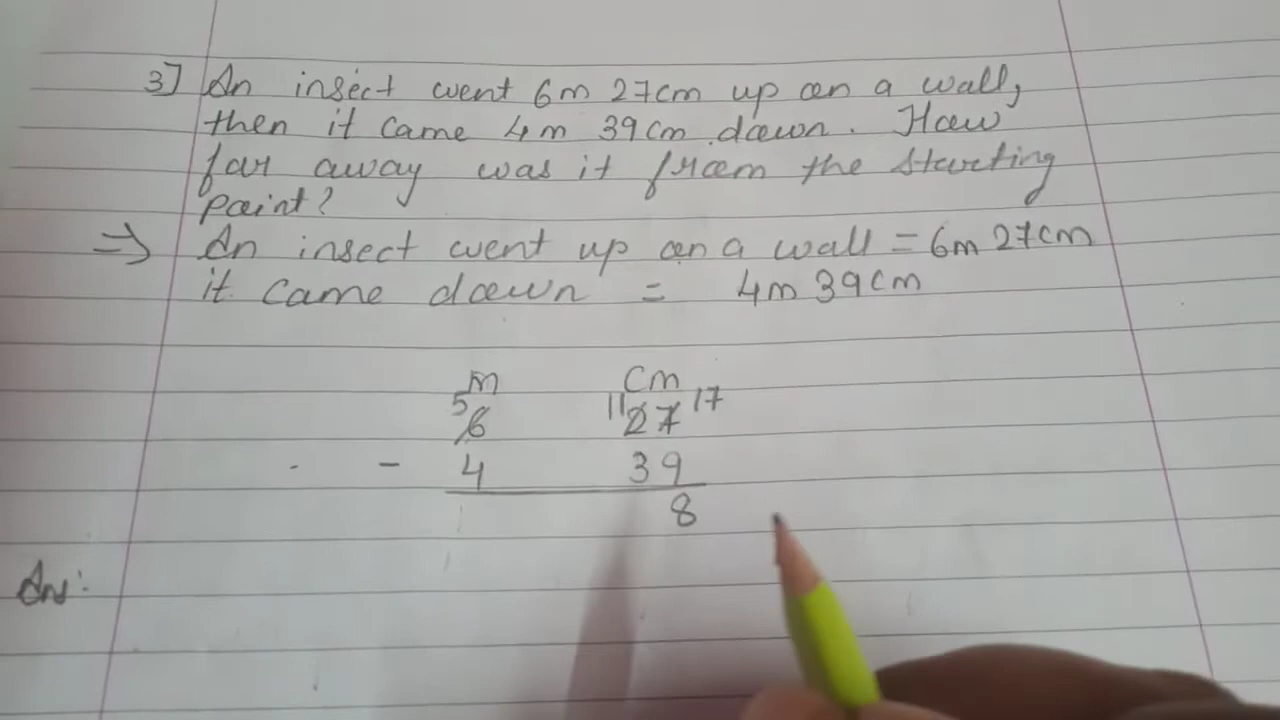 3] An insect went 6m 27cm up on a wall,
then it came 4m 39cm down. How
far away was it from the starting
point?
⇒ An insect went up on a wall = 6m 27cm
it came down = 4m 39cm
m cm
5 6 11 27 17
- 4 39
8
Ans: